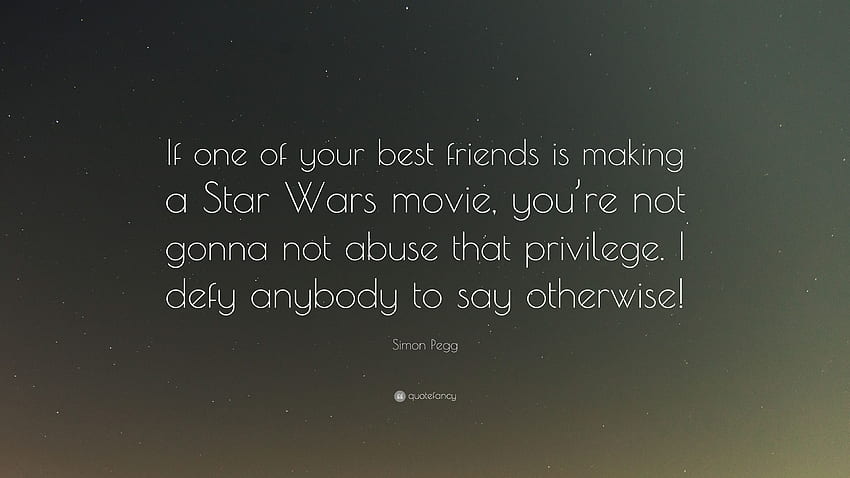 If one of your best friends is making
a Star Wars movie, you’re not
gonna not abuse that privilege. I
defy anybody to say otherwise!
Simon Pegg
quotefancy